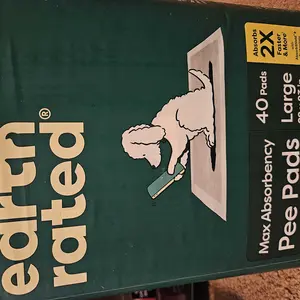 earth
rated®
Absorbs
2X
Faster
& More
Max Absorbency
40 Pads
Pee Pads
Large